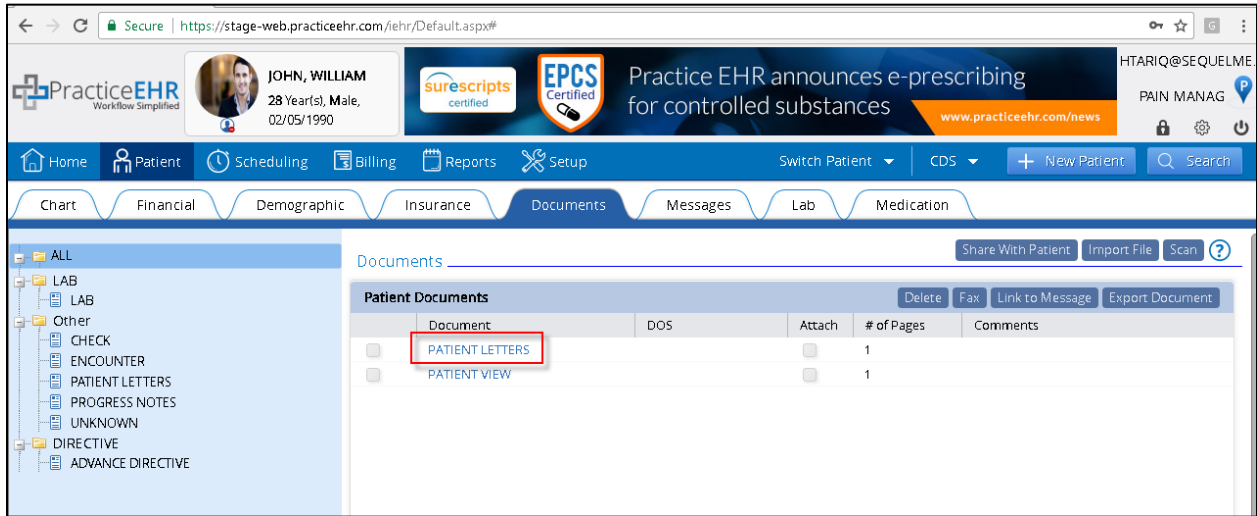 Secure | https://stage-web.practiceehr.com/iehr/Default.aspx#
G
PracticeEHR
Workflow Simplified
JOHN, WILLIAM
28 Year(s), Male,
02/05/1990
surescripts
certified
EPCS
Certified
Practice EHR announces e-prescribing
for controlled substances
www.practiceehr.com/news
HTARIQ@SEQUELME.
PAIN MANAG
P
Home Patient Scheduling Billing Reports Setup Switch Patient CDS + New Patient Search
Chart Financial Demographic Insurance Documents Messages Lab Medication
ALL
LAB
LAB
Other
CHECK
ENCOUNTER
PATIENT LETTERS
PROGRESS NOTES
UNKNOWN
DIRECTIVE
ADVANCE DIRECTIVE
Documents
Share With Patient Import File Scan ?
Patient Documents Delete Fax Link to Message Export Document
Document DOS Attach # of Pages Comments
PATIENT LETTERS 1
PATIENT VIEW 1